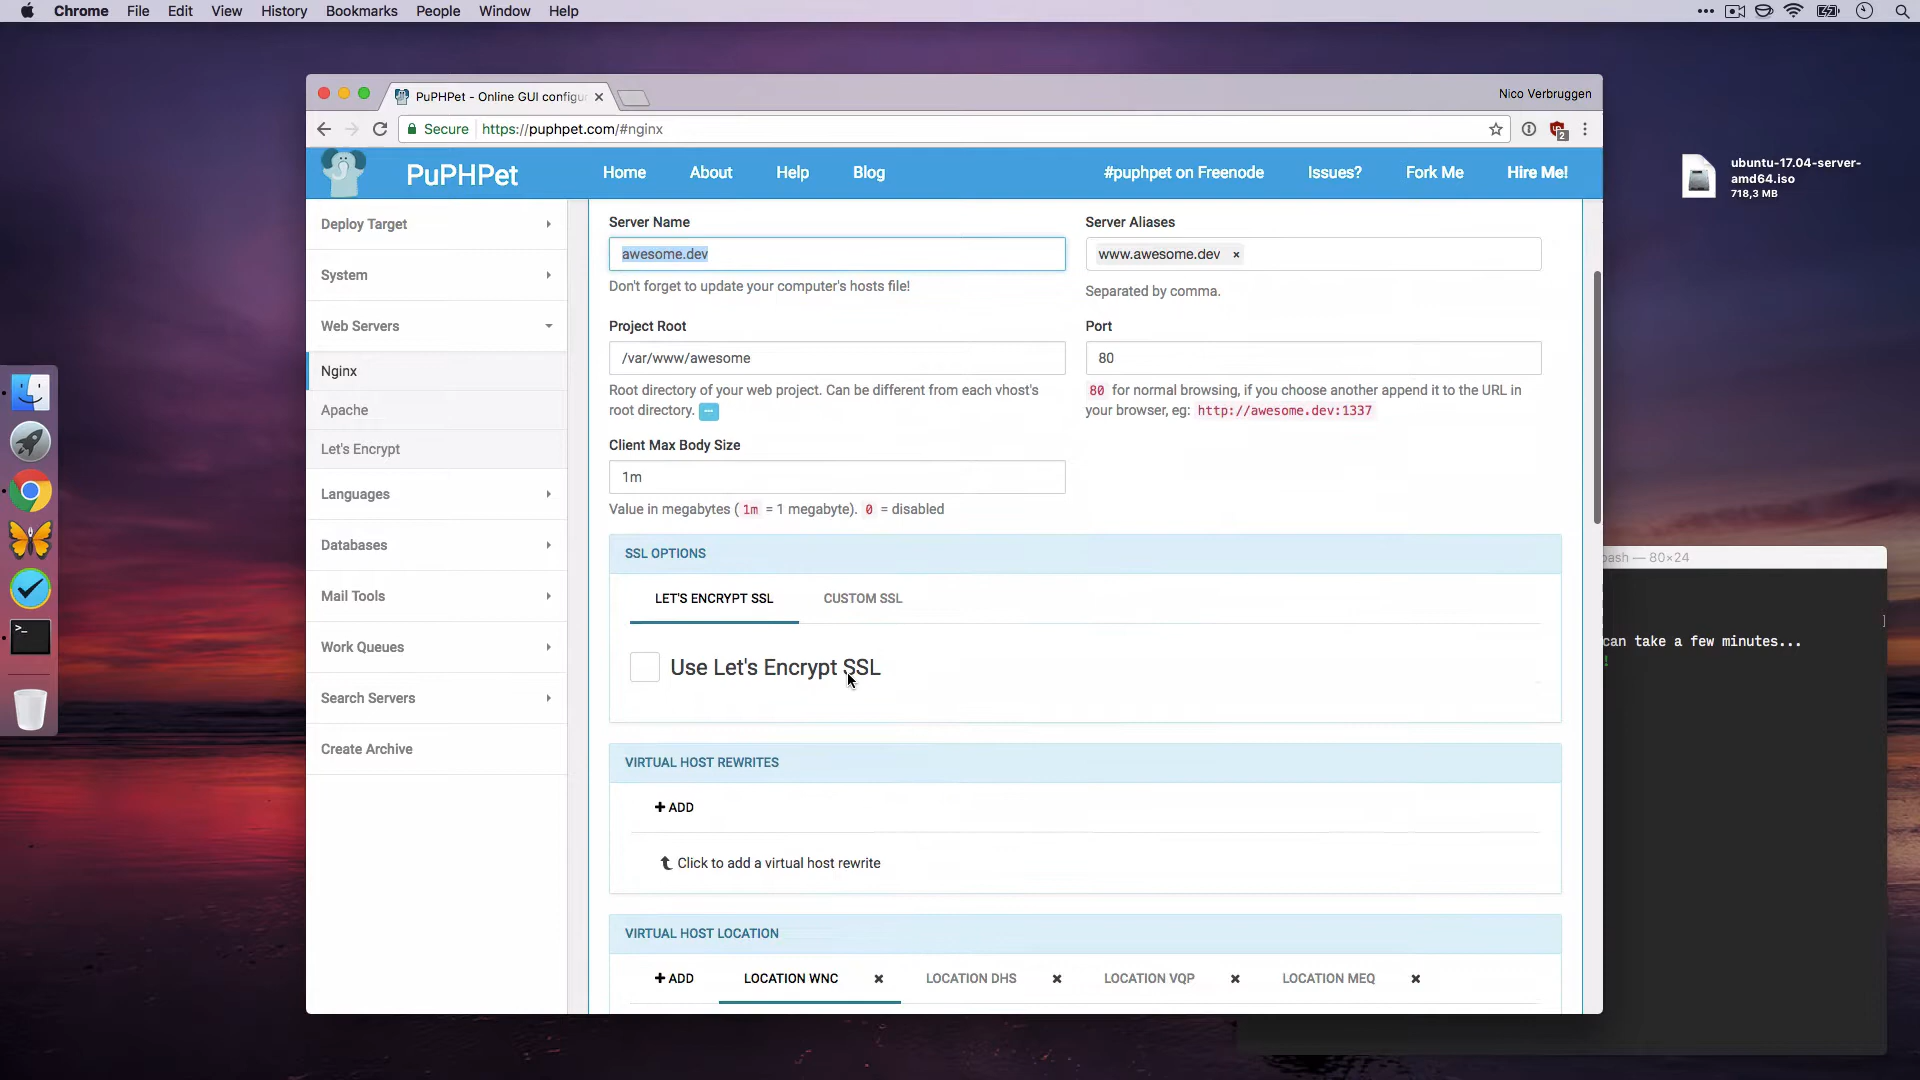 Chrome File Edit View History Bookmarks People Window Help
PuPHPet - Online GUI configur
Nico Verbruggen
Secure https://puphpet.com/#nginx
2
ubuntu-17.04-server-
amd64.iso
718,3 MB
PuPHPet
Home About Help Blog
#puphpet on Freenode Issues? Fork Me Hire Me!
Deploy Target
System
Web Servers
Nginx
Apache
Let's Encrypt
Languages
Databases
Mail Tools
Work Queues
Search Servers
Create Archive
Server Name
awesome.dev
Don't forget to update your computer's hosts file!
Server Aliases
www.awesome.dev ×
Separated by comma.
Project Root
/var/www/awesome
Root directory of your web project. Can be different from each vhost's
root directory.
Port
80
80 for normal browsing, if you choose another append it to the URL in
your browser, eg: http://awesome.dev:1337
Client Max Body Size
1m
Value in megabytes ( 1m = 1 megabyte). 0 = disabled
SSL OPTIONS
LET'S ENCRYPT SSL CUSTOM SSL
Use Let's Encrypt SSL
VIRTUAL HOST REWRITES
+ ADD
Click to add a virtual host rewrite
VIRTUAL HOST LOCATION
+ ADD LOCATION WNC × LOCATION DHS × LOCATION VQP × LOCATION MEQ ×
bash — 80×24
can take a few minutes...
!